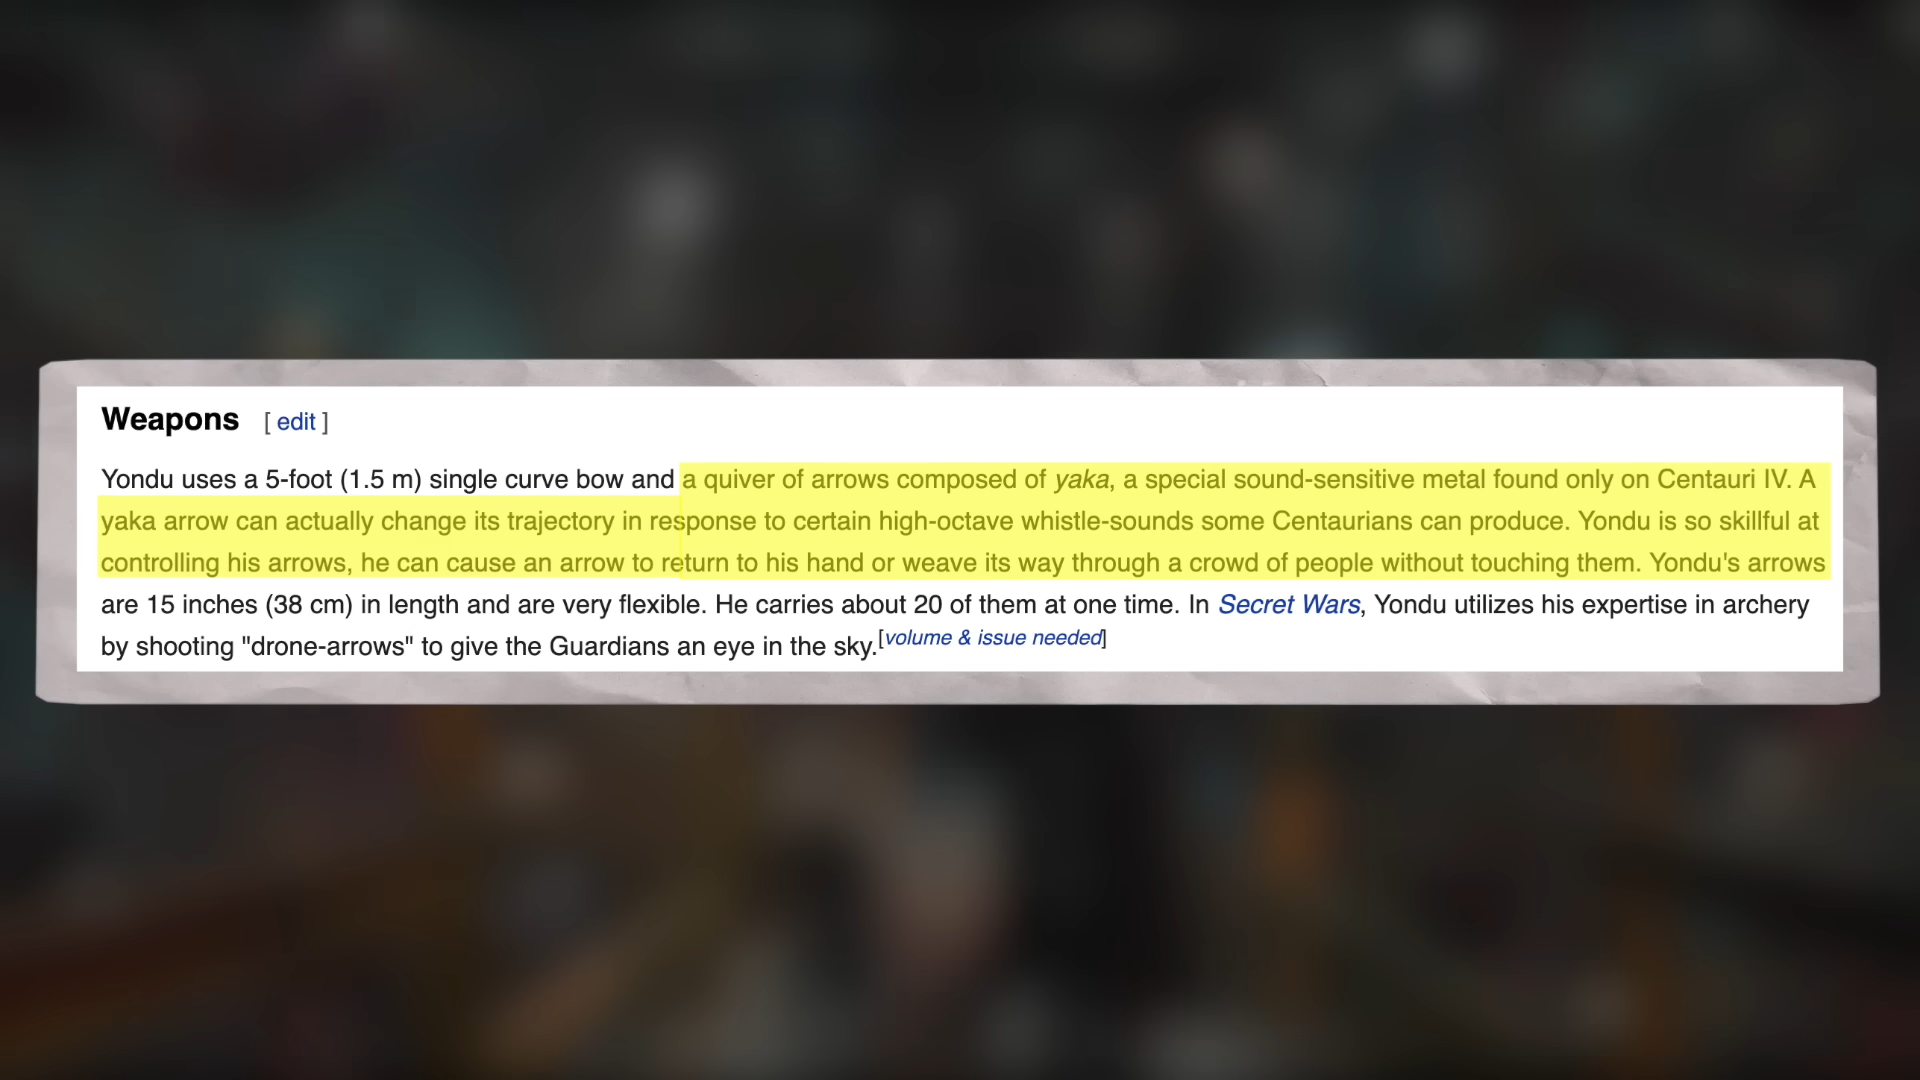 Weapons [ edit ]
Yondu uses a 5-foot (1.5 m) single curve bow and a quiver of arrows composed of yaka, a special sound-sensitive metal found only on Centauri IV. A
yaka arrow can actually change its trajectory in response to certain high-octave whistle-sounds some Centaurians can produce. Yondu is so skillful at
controlling his arrows, he can cause an arrow to return to his hand or weave its way through a crowd of people without touching them. Yondu's arrows
are 15 inches (38 cm) in length and are very flexible. He carries about 20 of them at one time. In Secret Wars, Yondu utilizes his expertise in archery
by shooting "drone-arrows" to give the Guardians an eye in the sky.[volume & issue needed]